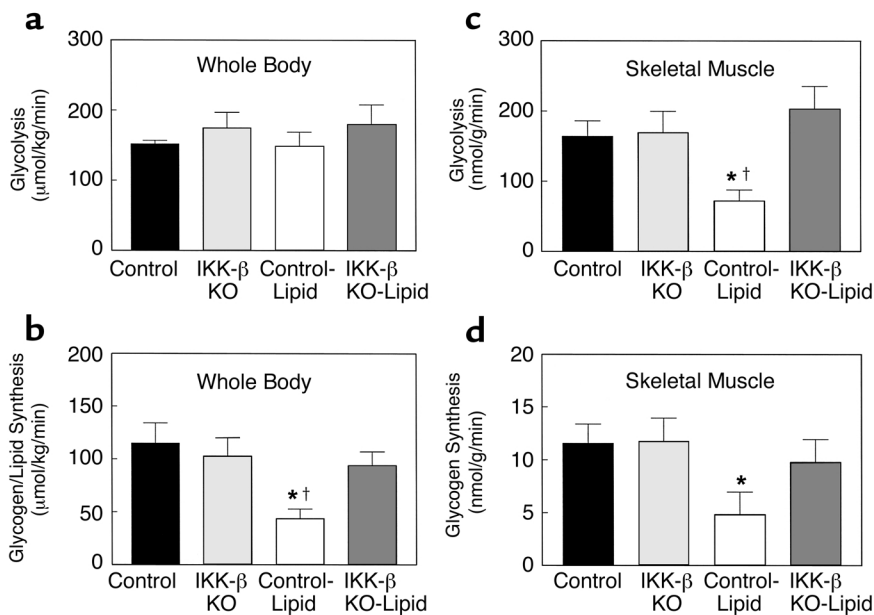 a
300
200
100
0
Glycolysis
(μmol/kg/min)
Whole Body
Control
IKK-β
KO
Control-
Lipid
IKK-β
KO-Lipid
b
200
150
100
50
0
Glycogen/Lipid Synthesis
(μmol/kg/min)
Whole Body
* †
Control
IKK-β
KO
Control-
Lipid
IKK-β
KO-Lipid
c
300
200
100
0
Glycolysis
(nmol/g/min)
Skeletal Muscle
* †
Control
IKK-β
KO
Control-
Lipid
IKK-β
KO-Lipid
d
20
15
10
5
0
Glycogen Synthesis
(nmol/g/min)
Skeletal Muscle
*
Control
IKK-β
KO
Control-
Lipid
IKK-β
KO-Lipid